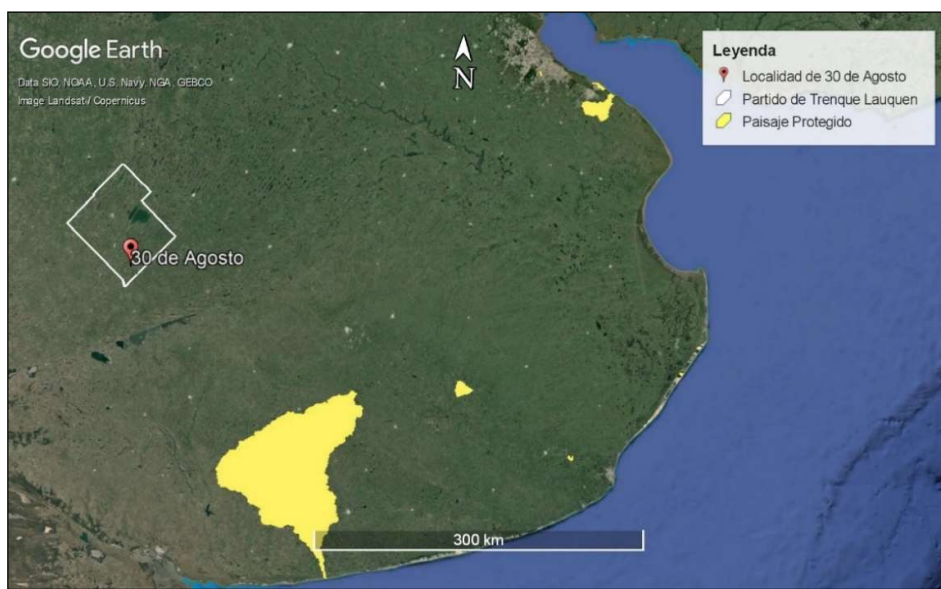 Google Earth
Data SIO, NOAA, U.S. Navy, NGA, GEBCO
Image Landsat / Copernicus
N
Leyenda
Localidad de 30 de Agosto
Partido de Trenque Lauquen
Paisaje Protegido
30 de Agosto
300 km